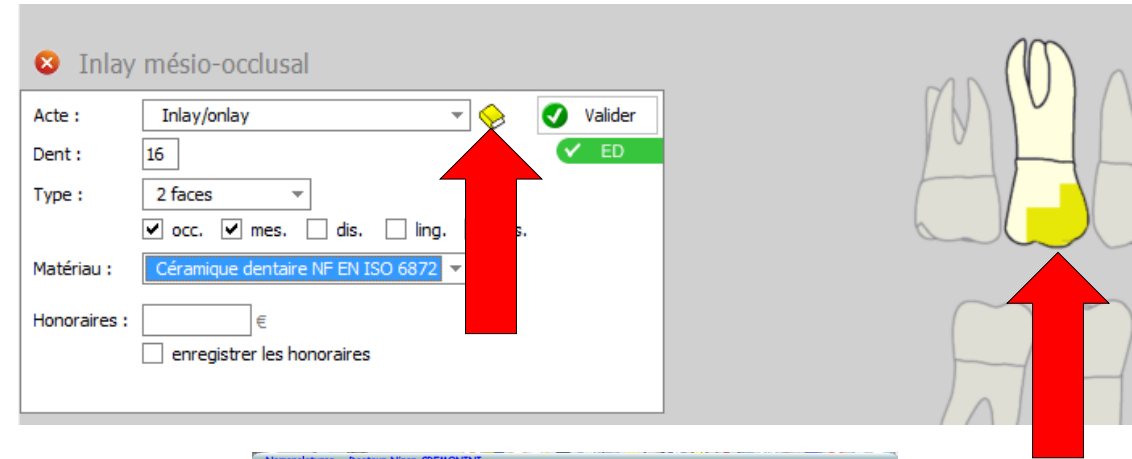 Inlay mésio-occlusal
Acte : Inlay/onlay Valider
Dent : 16 ED
Type : 2 faces
occ. mes. dis. ling. s.
Matériau : Céramique dentaire NF EN ISO 6872
Honoraires : €
enregistrer les honoraires